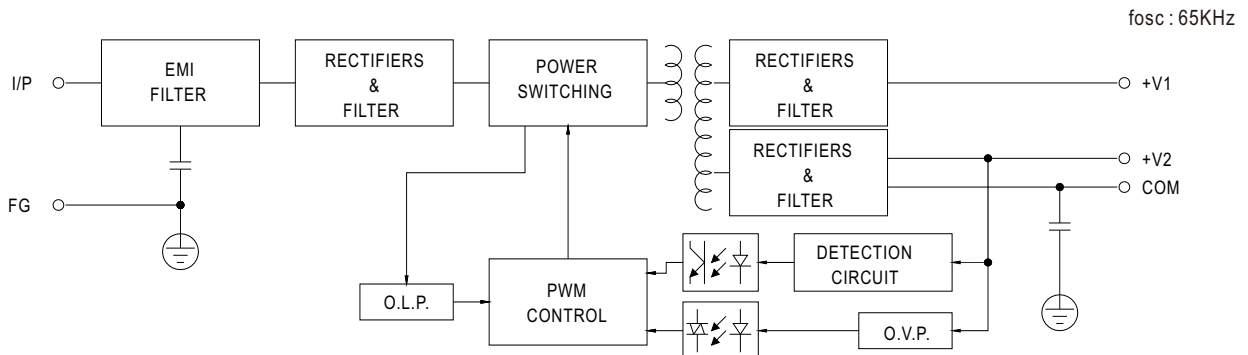 fosc : 65KHz
I/P
EMI
FILTER
RECTIFIERS
&
FILTER
POWER
SWITCHING
RECTIFIERS
&
FILTER
+V1
RECTIFIERS
&
FILTER
+V2
COM
FG
DETECTION
CIRCUIT
O.L.P.
PWM
CONTROL
O.V.P.